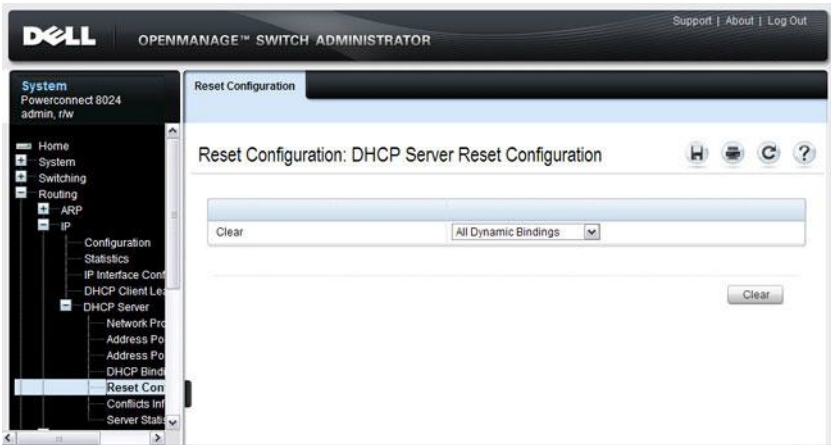 DELL
OPENMANAGE™ SWITCH ADMINISTRATOR
Support | About | Log Out
System
Powerconnect 8024
admin, r/w
Home
System
Switching
Routing
ARP
IP
Configuration
Statistics
IP Interface Conf
DHCP Client Lea
DHCP Server
Network Pro
Address Po
Address Po
DHCP Bindi
Reset Con
Conflicts Inf
Server Statis
Reset Configuration
Reset Configuration: DHCP Server Reset Configuration
?
Clear
All Dynamic Bindings
Clear